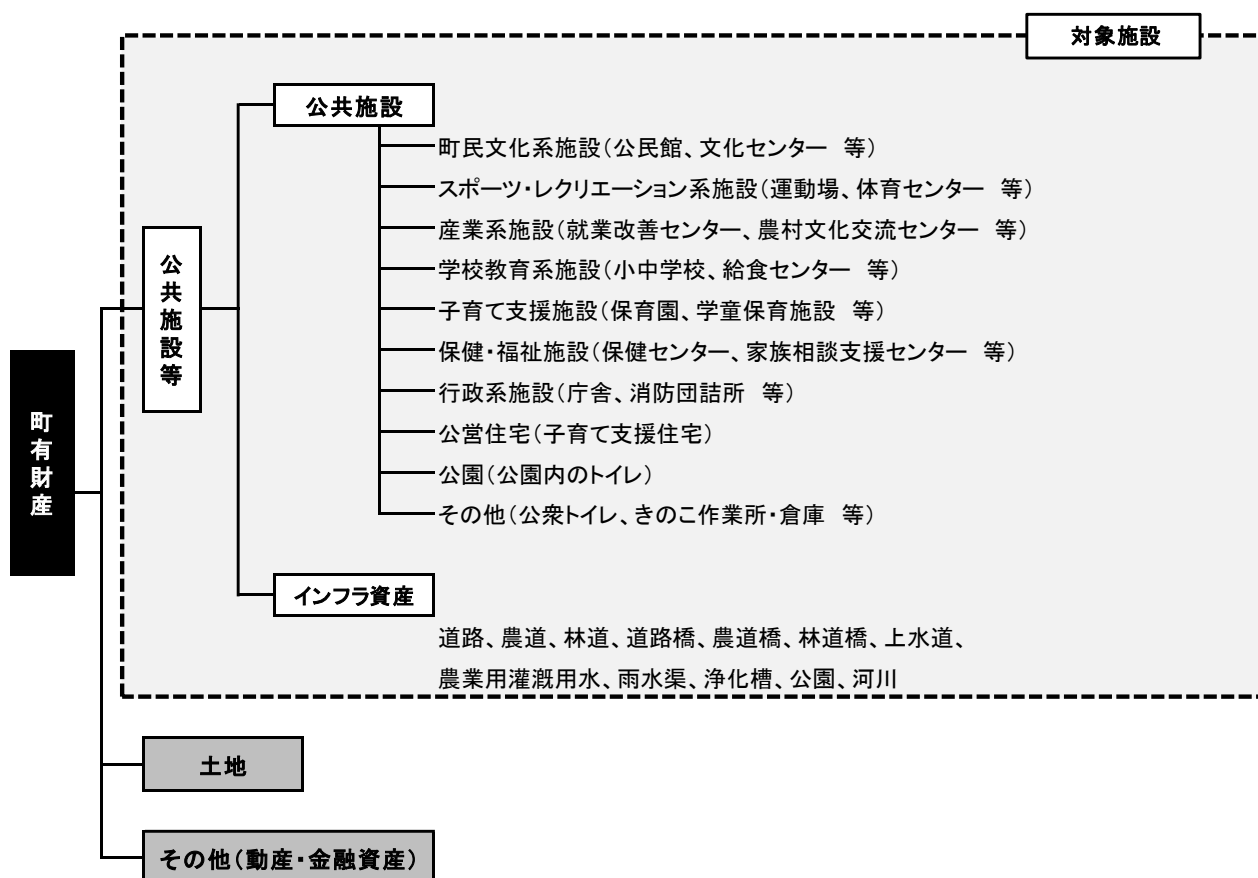 対象施設
公共施設
町民文化系施設(公民館、文化センター 等)
スポーツ・レクリエーション系施設(運動場、体育センター 等)
産業系施設(就業改善センター、農村文化交流センター 等)
学校教育系施設(小中学校、給食センター 等)
子育て支援施設(保育園、学童保育施設 等)
保健・福祉施設(保健センター、家族相談支援センター 等)
行政系施設(庁舎、消防団詰所 等)
公営住宅(子育て支援住宅)
公園(公園内のトイレ)
その他(公衆トイレ、きのこ作業所・倉庫 等)
公共施設等
町有財産
インフラ資産
道路、農道、林道、道路橋、農道橋、林道橋、上水道、
農業用灌漑用水、雨水渠、浄化槽、公園、河川
土地
その他(動産・金融資産)